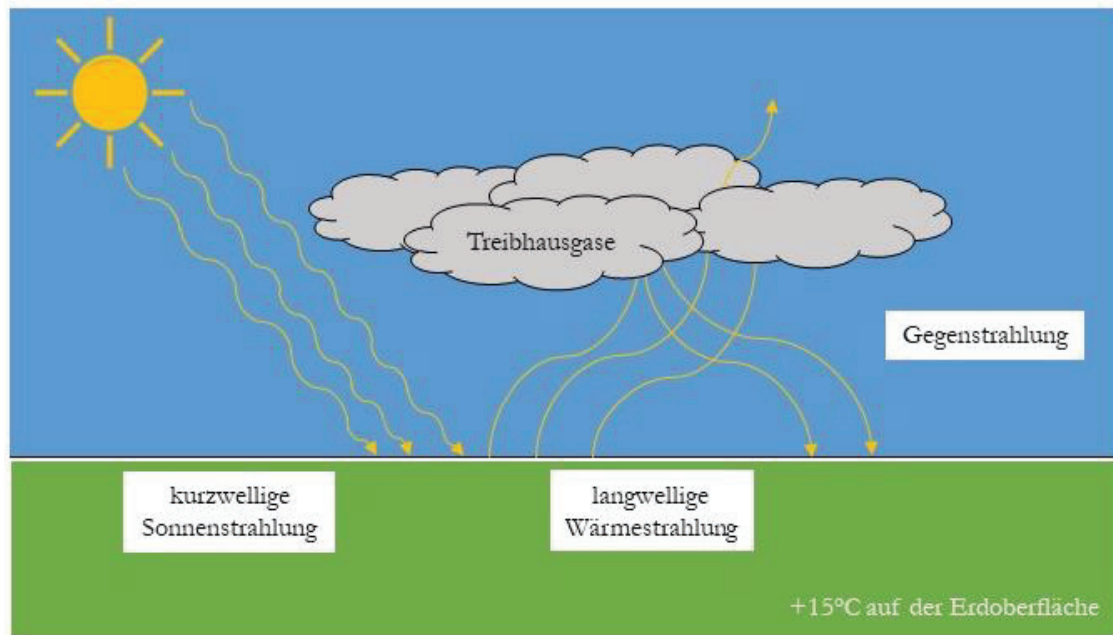 Treibhausgase
Gegenstrahlung
kurzwellige
Sonnenstrahlung
langwellige
Wärmestrahlung
+15°C auf der Erdoberfläche